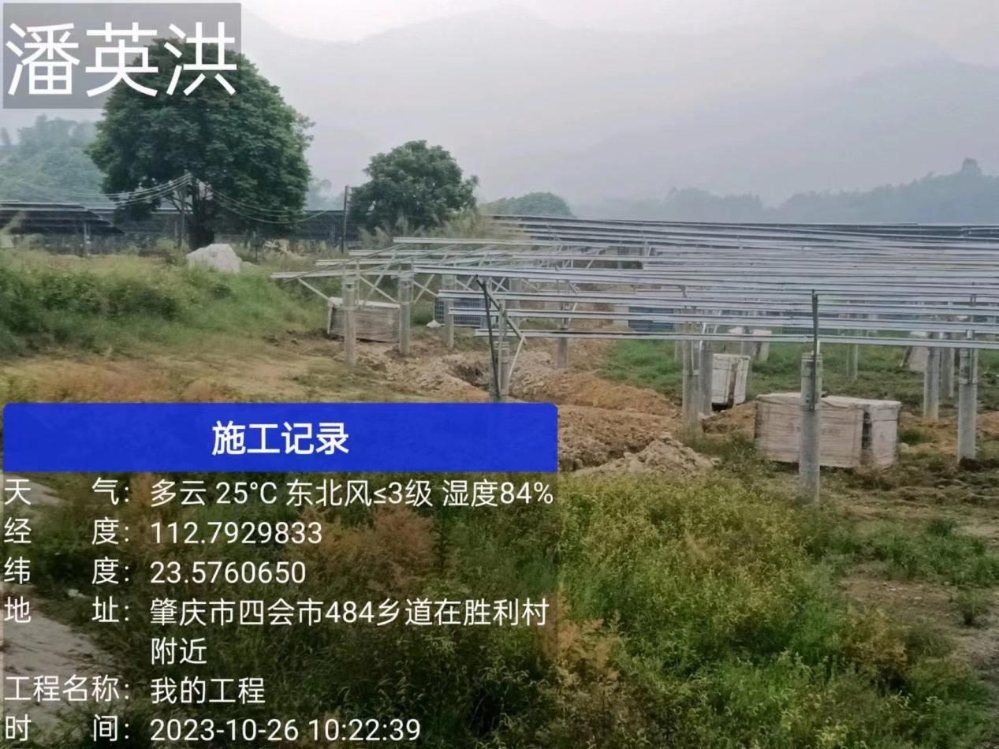 潘英洪
施工记录
天气：多云 25℃ 东北风≤3级 湿度84%
经度：112.7929833
纬度：23.5760650
地址：肇庆市四会市484乡道在胜利村
附近
工程名称：我的工程
时间：2023-10-26 10:22:39